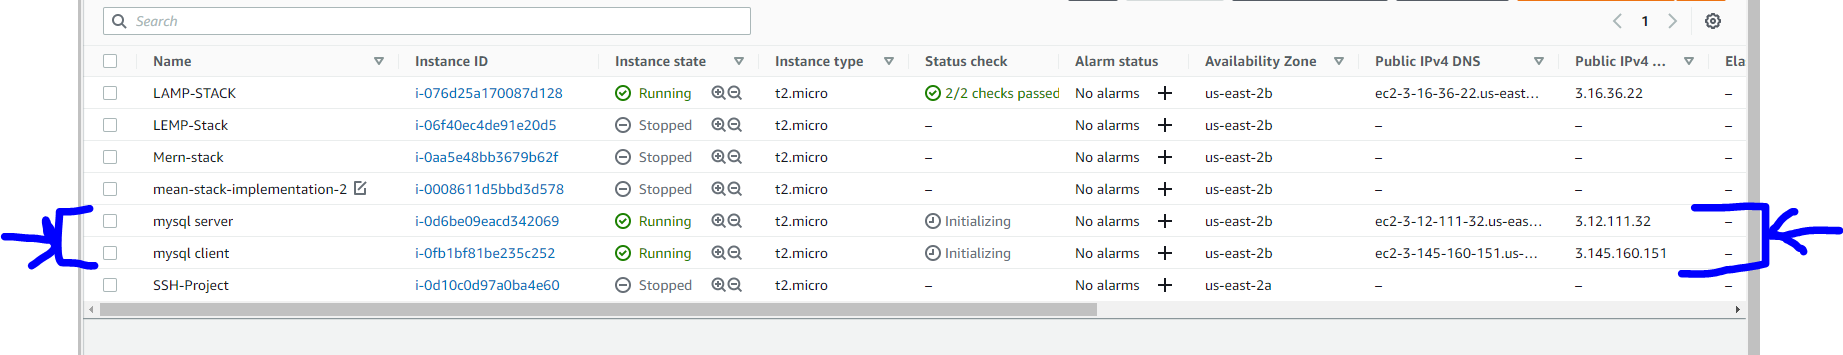 Search
1
Name Instance ID Instance state Instance type Status check Alarm status Availability Zone Public IPv4 DNS Public IPv4 ... Ela
LAMP-STACK i-076d25a170087d128 Running t2.micro 2/2 checks passed No alarms + us-east-2b ec2-3-16-36-22.us-east... 3.16.36.22 –
LEMP-Stack i-06f40ec4de91e20d5 Stopped t2.micro – No alarms + us-east-2b – – –
Mern-stack i-0aa5e48bb3679b62f Stopped t2.micro – No alarms + us-east-2b – – –
mean-stack-implementation-2 i-0008611d5bbd3d578 Stopped t2.micro – No alarms + us-east-2b – – –
mysql server i-0d6be09eacd342069 Running t2.micro Initializing No alarms + us-east-2b ec2-3-12-111-32.us-eas... 3.12.111.32 –
mysql client i-0fb1bf81be235c252 Running t2.micro Initializing No alarms + us-east-2b ec2-3-145-160-151.us-... 3.145.160.151 –
SSH-Project i-0d10c0d97a0ba4e60 Stopped t2.micro – No alarms + us-east-2a – – –